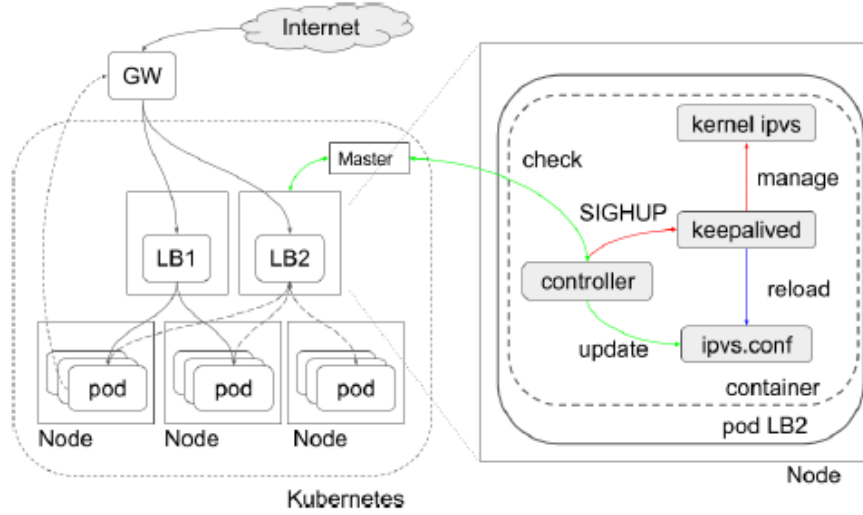 Internet
GW
Master
LB1
LB2
pod
pod
pod
Node
Node
Node
Kubernetes
kernel ipvs
check
manage
SIGHUP
keepalived
controller
reload
update
ipvs.conf
container
pod LB2
Node